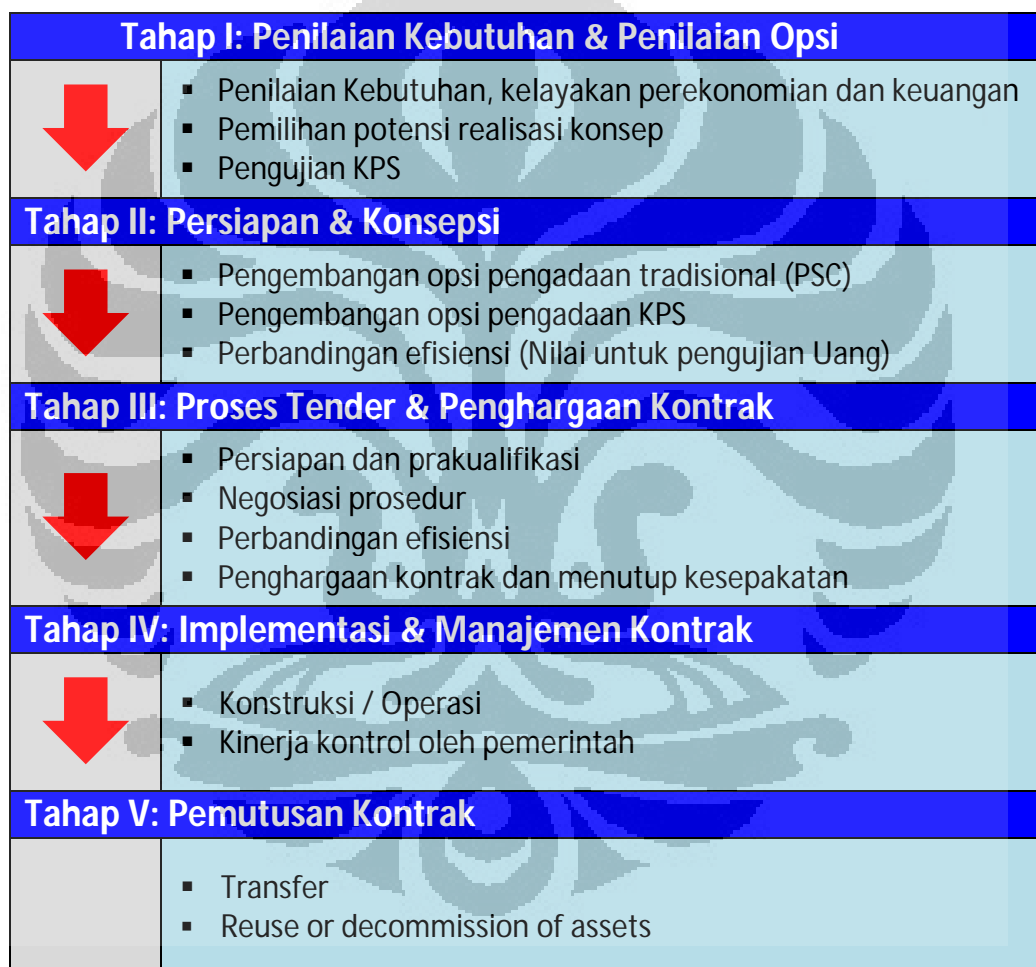 Tahap I: Penilaian Kebutuhan & Penilaian Opsi
▪ Penilaian Kebutuhan, kelayakan perekonomian dan keuangan
▪ Pemilihan potensi realisasi konsep
▪ Pengujian KPS
Tahap II: Persiapan & Konsepsi
▪ Pengembangan opsi pengadaan tradisional (PSC)
▪ Pengembangan opsi pengadaan KPS
▪ Perbandingan efisiensi (Nilai untuk pengujian Uang)
Tahap III: Proses Tender & Penghargaan Kontrak
▪ Persiapan dan prakualifikasi
▪ Negosiasi prosedur
▪ Perbandingan efisiensi
▪ Penghargaan kontrak dan menutup kesepakatan
Tahap IV: Implementasi & Manajemen Kontrak
▪ Konstruksi / Operasi
▪ Kinerja kontrol oleh pemerintah
Tahap V: Pemutusan Kontrak
▪ Transfer
▪ Reuse or decommission of assets